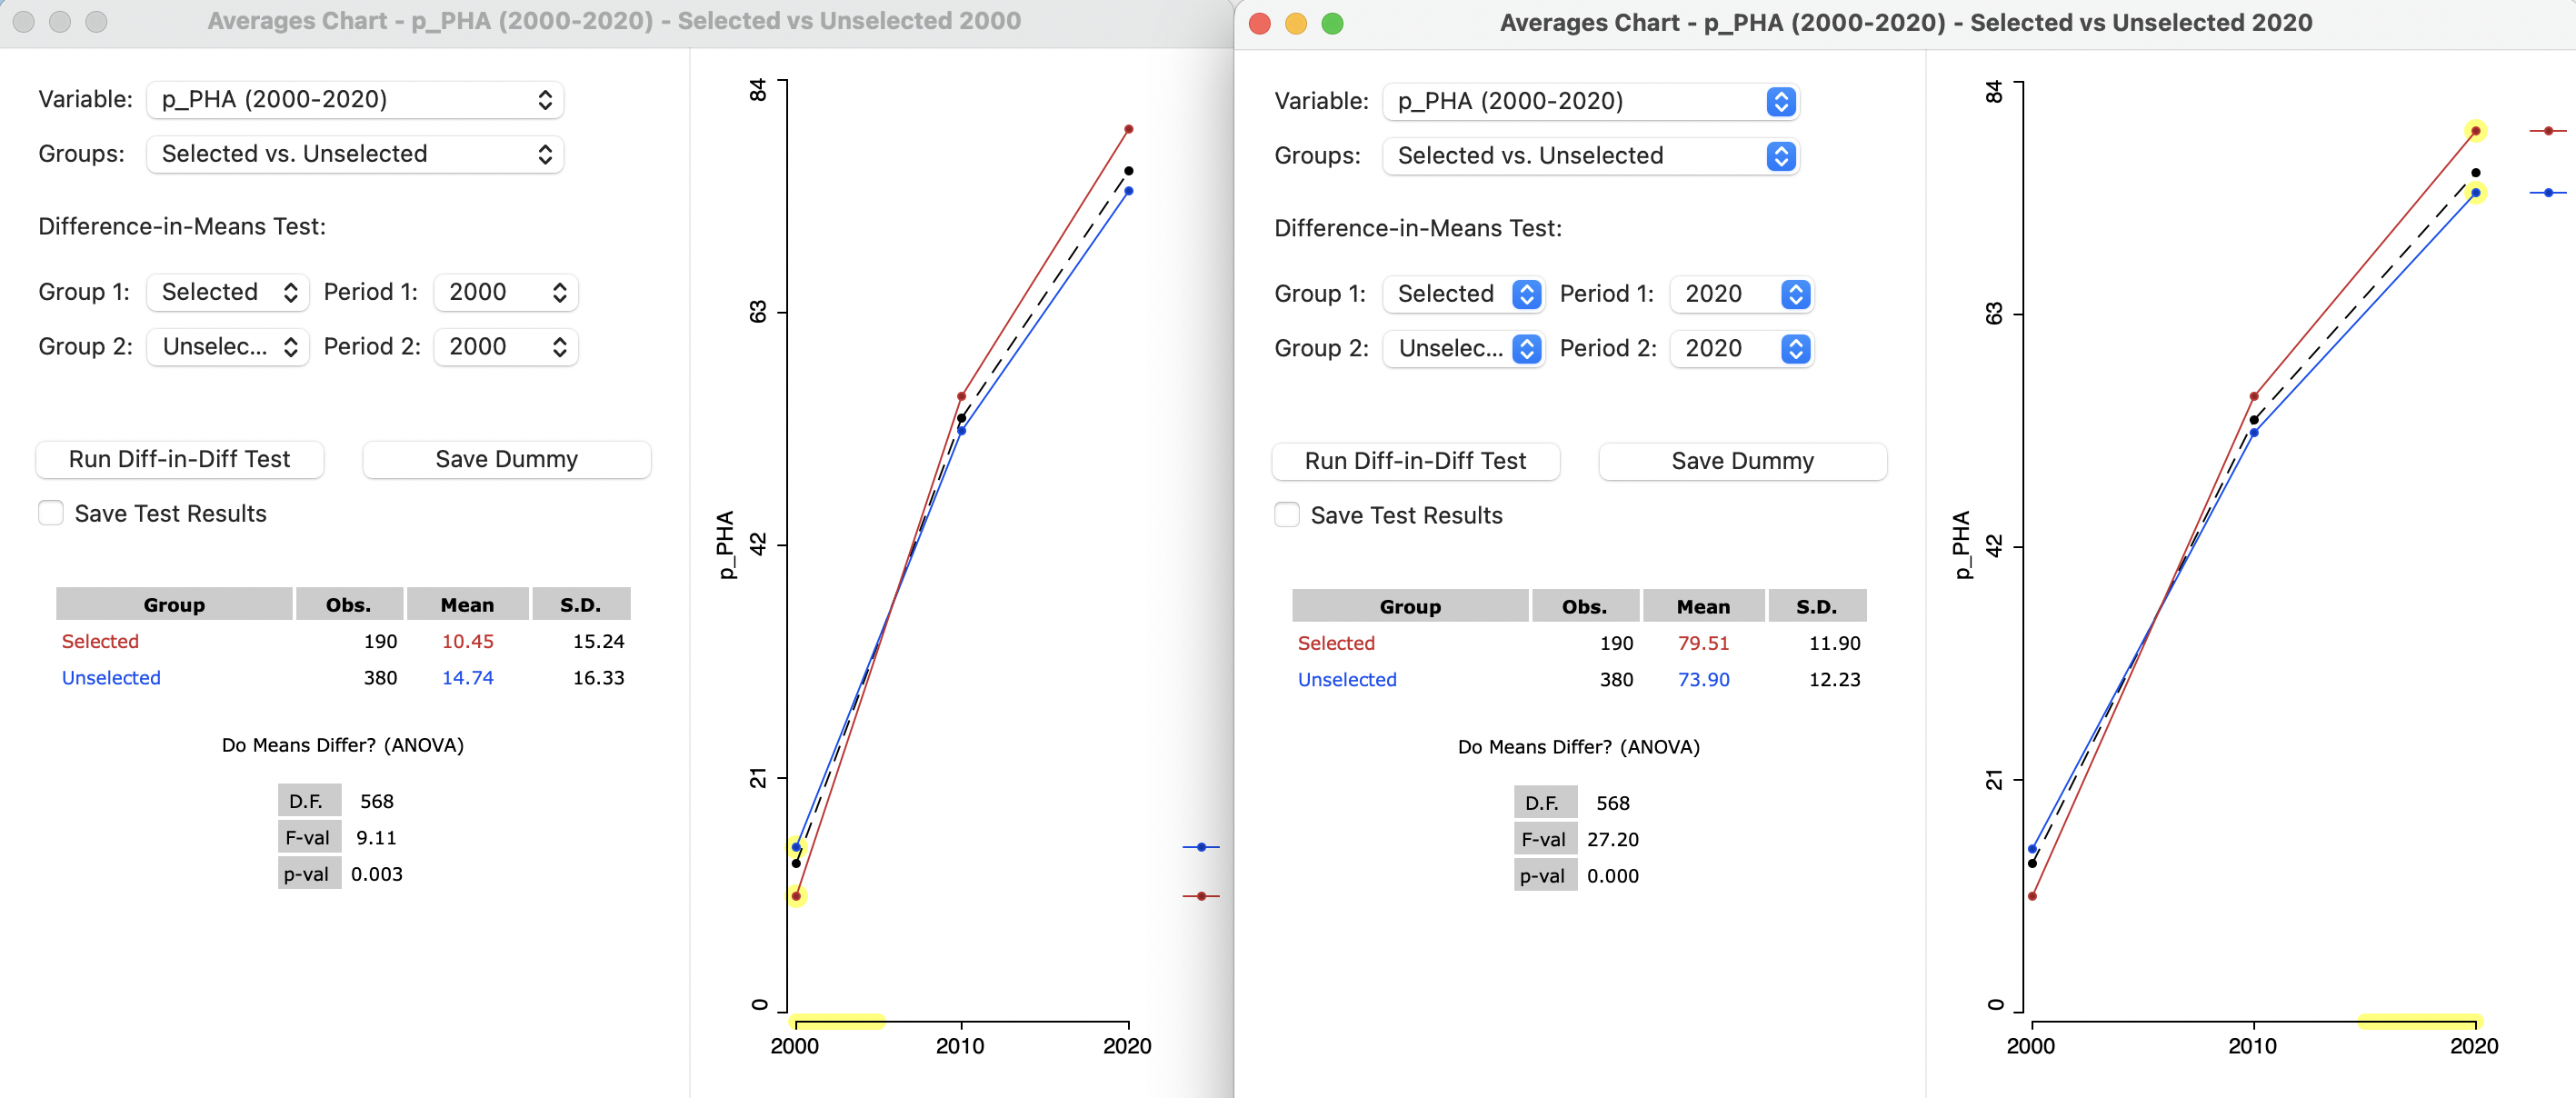 Averages Chart - p_PHA (2000-2020) - Selected vs Unselected 2000
Variable: p_PHA (2000-2020)
Groups: Selected vs. Unselected
Difference-in-Means Test:
Group 1: Selected Period 1: 2000
Group 2: Unselec... Period 2: 2000
Run Diff-in-Diff Test Save Dummy
Save Test Results
Group Obs. Mean S.D.
Selected 190 10.45 15.24
Unselected 380 14.74 16.33
Do Means Differ? (ANOVA)
D.F. 568
F-val 9.11
p-val 0.003
84
63
42
21
0
p_PHA
2000 2010 2020
Averages Chart - p_PHA (2000-2020) - Selected vs Unselected 2020
Variable: p_PHA (2000-2020)
Groups: Selected vs. Unselected
Difference-in-Means Test:
Group 1: Selected Period 1: 2020
Group 2: Unselec... Period 2: 2020
Run Diff-in-Diff Test Save Dummy
Save Test Results
Group Obs. Mean S.D.
Selected 190 79.51 11.90
Unselected 380 73.90 12.23
Do Means Differ? (ANOVA)
D.F. 568
F-val 27.20
p-val 0.000
84
63
42
21
0
p_PHA
2000 2010 2020